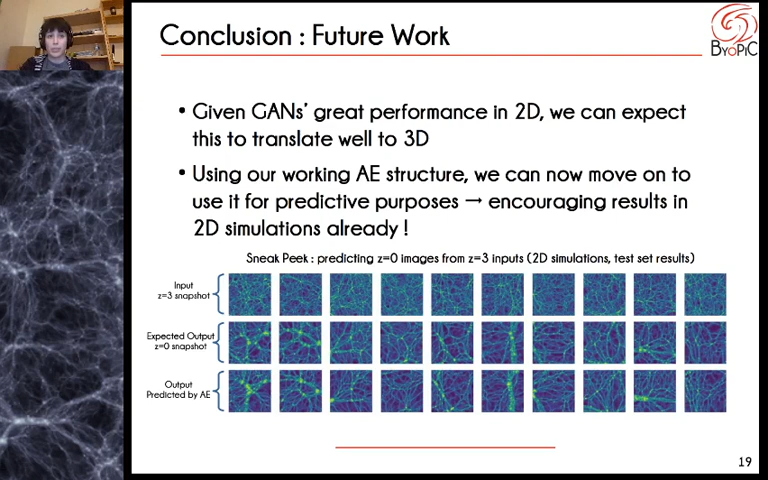 Conclusion : Future Work
ByoPiC
• Given GANs' great performance in 2D, we can expect
this to translate well to 3D
• Using our working AE structure, we can now move on to
use it for predictive purposes → encouraging results in
2D simulations already !
Sneak Peek : predicting z=0 images from z=3 inputs (2D simulations, test set results)
Input
z=3 snapshot
Expected Output
z=0 snapshot
Output
Predicted by AE
19